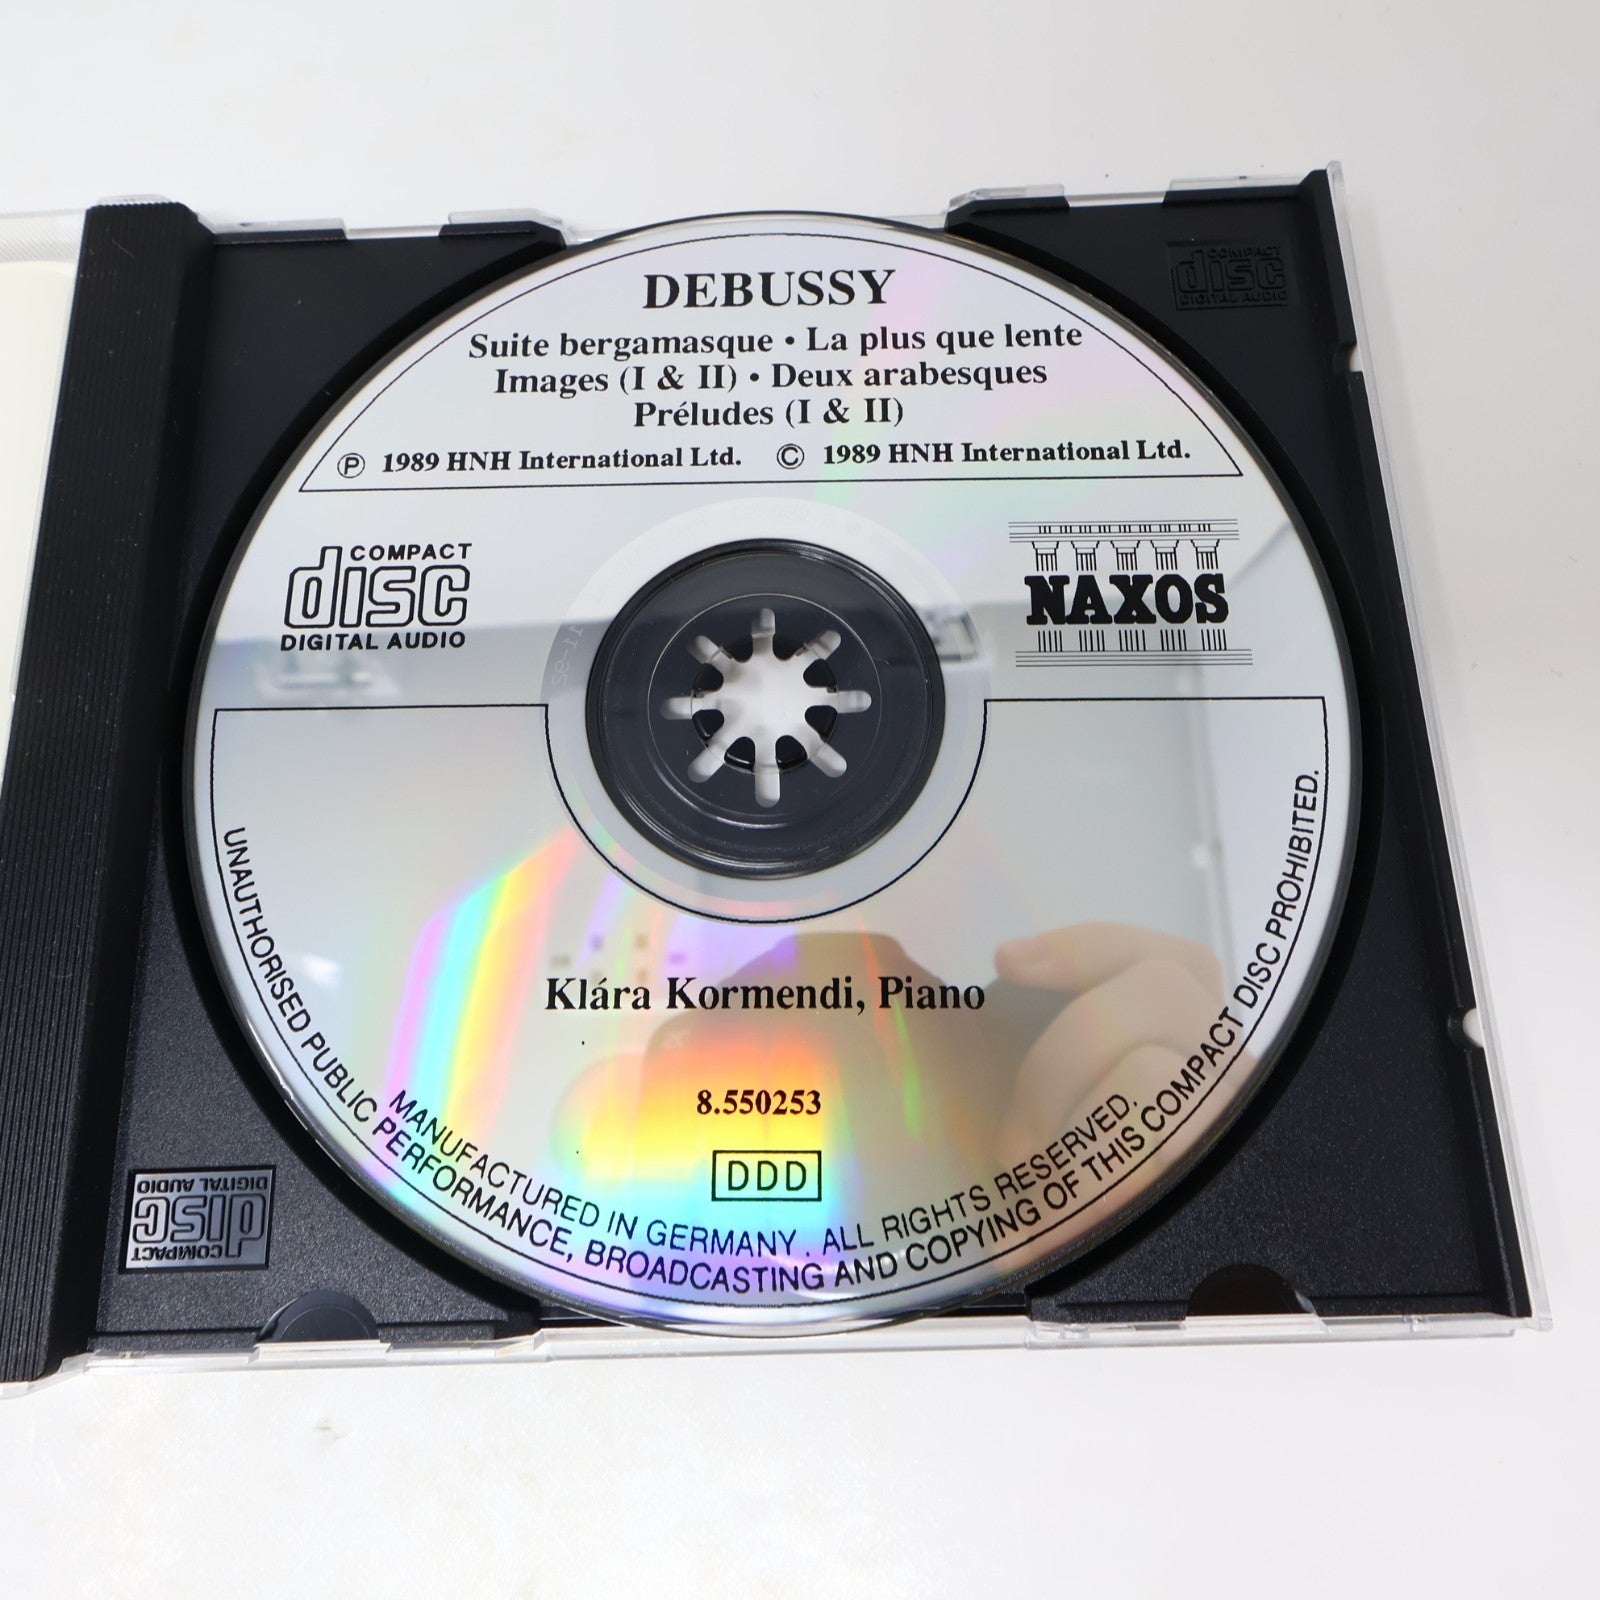 DEBUSSY
Suite bergamasque • La plus que lente
Images (I & II) • Deux arabesques
Préludes (I & II)
Ⓟ 1989 HNH International Ltd. © 1989 HNH International Ltd.
COMPACT
disc
DIGITAL AUDIO
NAXOS
Klára Kormendi, Piano
8.550253
DDD
MANUFACTURED IN GERMANY. ALL RIGHTS RESERVED.
UNAUTHORISED PUBLIC PERFORMANCE, BROADCASTING AND COPYING OF THIS COMPACT DISC PROHIBITED.
COMPACT
disc
DIGITAL AUDIO
COMPACT
disc
DIGITAL AUDIO